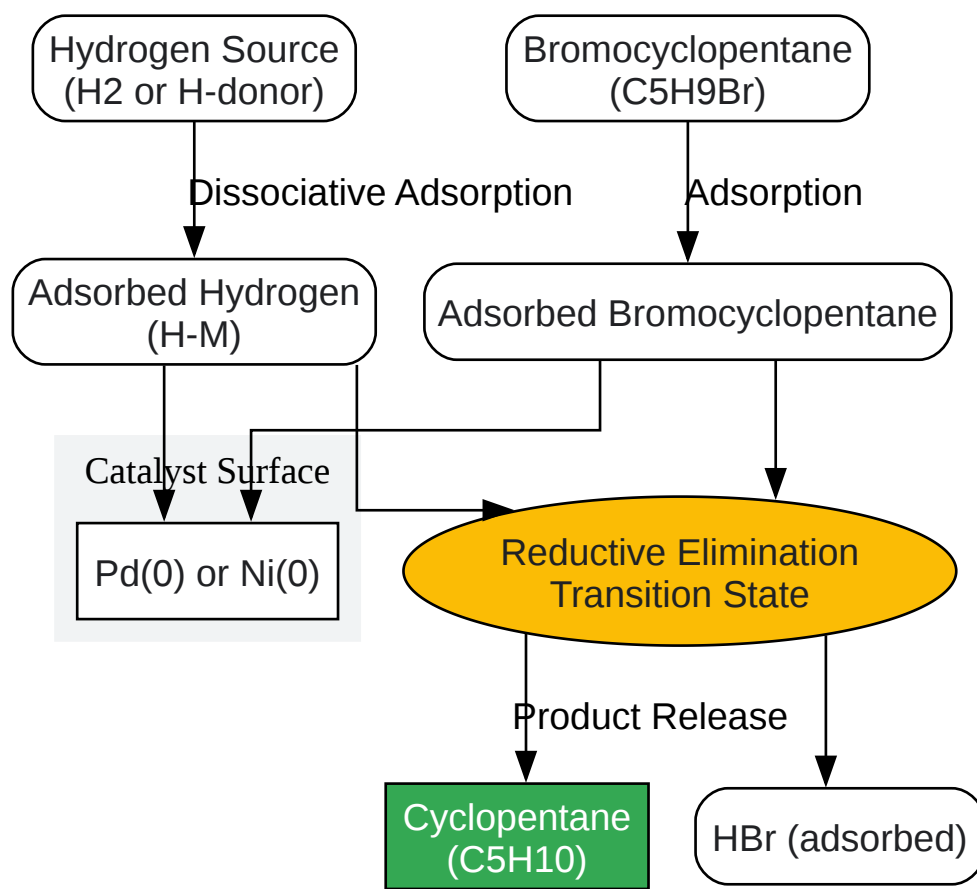 Hydrogen Source
(H2 or H-donor)
Bromocyclopentane
(C5H9Br)
Dissociative Adsorption
Adsorption
Adsorbed Hydrogen
(H-M)
Adsorbed Bromocyclopentane
Catalyst Surface
Pd(0) or Ni(0)
Reductive Elimination
Transition State
Product Release
Cyclopentane
(C5H10)
HBr (adsorbed)